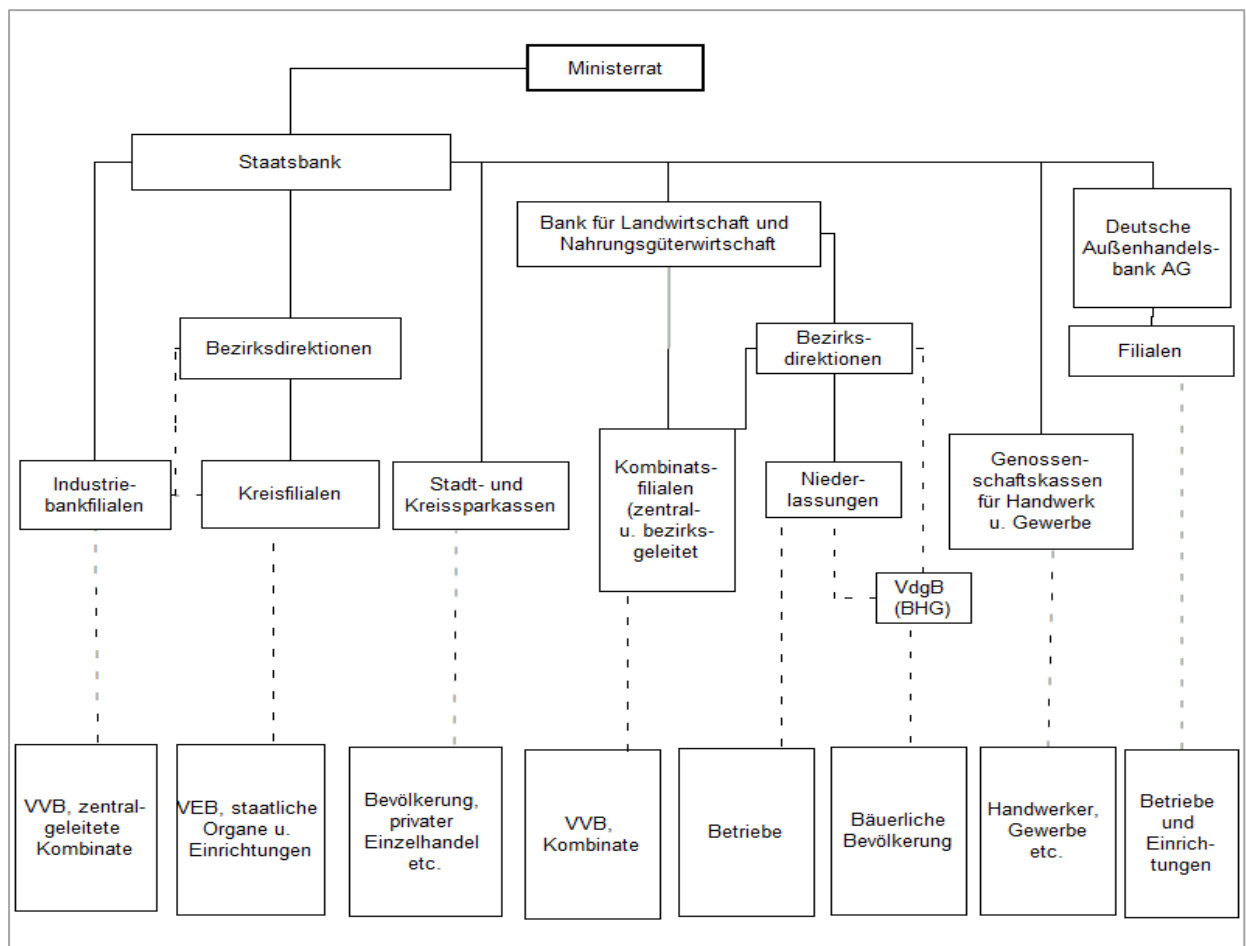 Ministerrat
Staatsbank
Bank für Landwirtschaft und
Nahrungsgüterwirtschaft
Deutsche
Außenhandels-
bank AG
Bezirksdirektionen
Bezirks-
direktionen
Filialen
Industrie-
bankfilialen
Kreisfilialen
Stadt- und
Kreissparkassen
Kombinats-
filialen
(zentral-
u. bezirks-
geleitet
Nieder-
lassungen
Genossen-
schaftskassen
für Handwerk
u. Gewerbe
VdgB
(BHG)
VVB, zentral-
geleitete
Kombinate
VEB, staatliche
Organe u.
Einrichtungen
Bevölkerung,
privater
Einzelhandel
etc.
VVB,
Kombinate
Betriebe
Bäuerliche
Bevölkerung
Handwerker,
Gewerbe
etc.
Betriebe
und
Einrich-
tungen